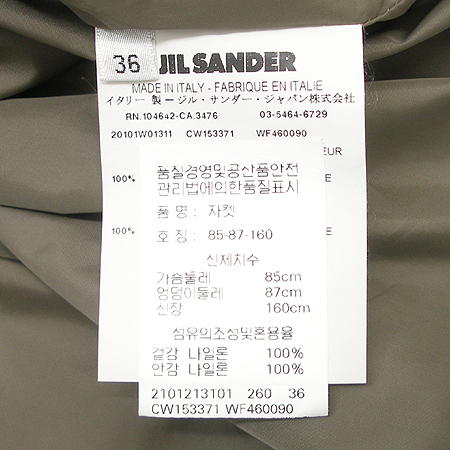 36
JIL SANDER
MADE IN ITALY - FABRIQUE EN ITALIE
イタリー 製 －ジル・サンダー・ジャパン株式会社
RN.104642-CA.3476 03-5464-6729
20101W01311 CW153371 WF460090
EUR
100%
100%
품질경영및공산품안전
관리법에의한품질표시
품 명 : 자켓
호 칭 : 85-87-160
신체치수
가슴둘레 85cm
엉덩이둘레 87cm
신장 160cm
섬유의조성및혼용율
겉감 나일론 100%
안감 나일론 100%
2101213101 260 36
CW153371 WF460090